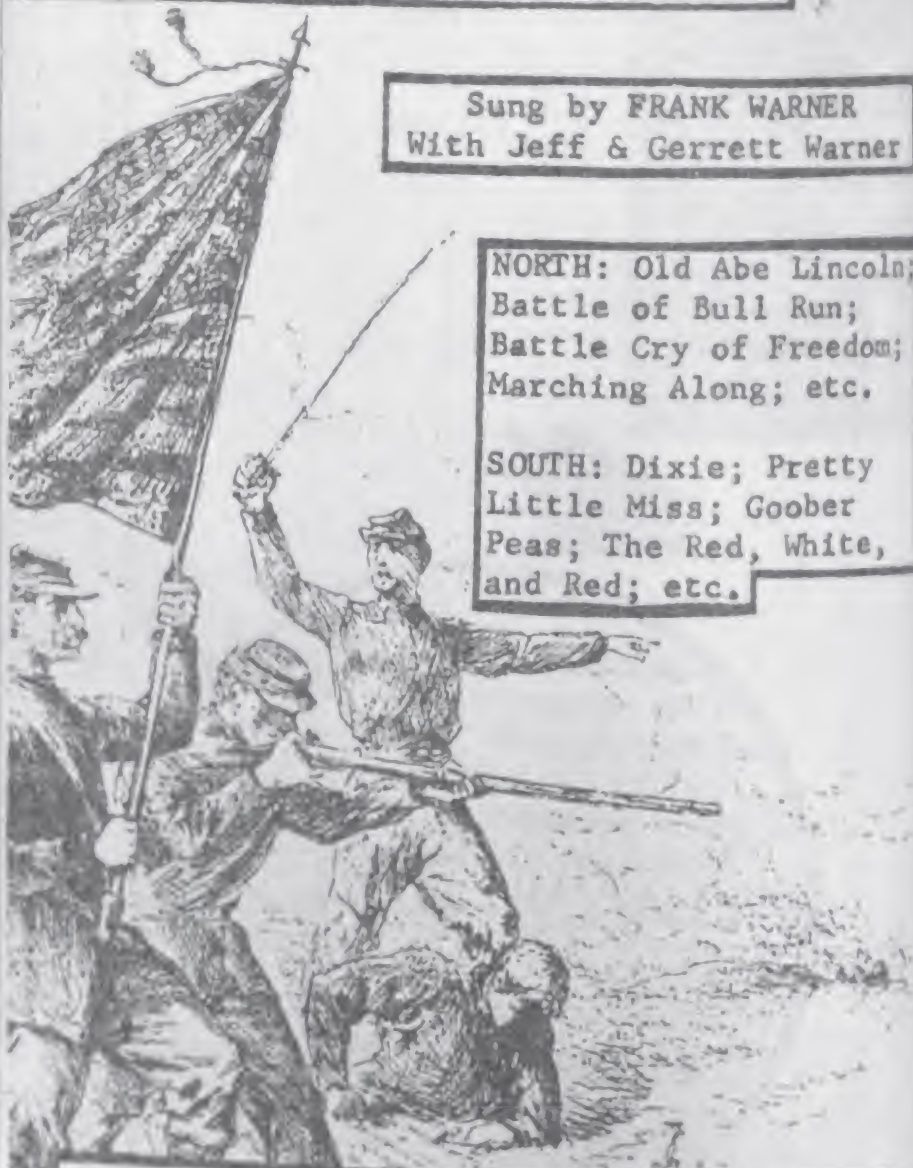 Sung by FRANK WARNER
With Jeff & Gerrett Warner
NORTH: Old Abe Lincoln;
Battle of Bull Run;
Battle Cry of Freedom;
Marching Along; etc.
SOUTH: Dixie; Pretty
Little Miss; Goober
Peas; The Red, White,
and Red; etc.